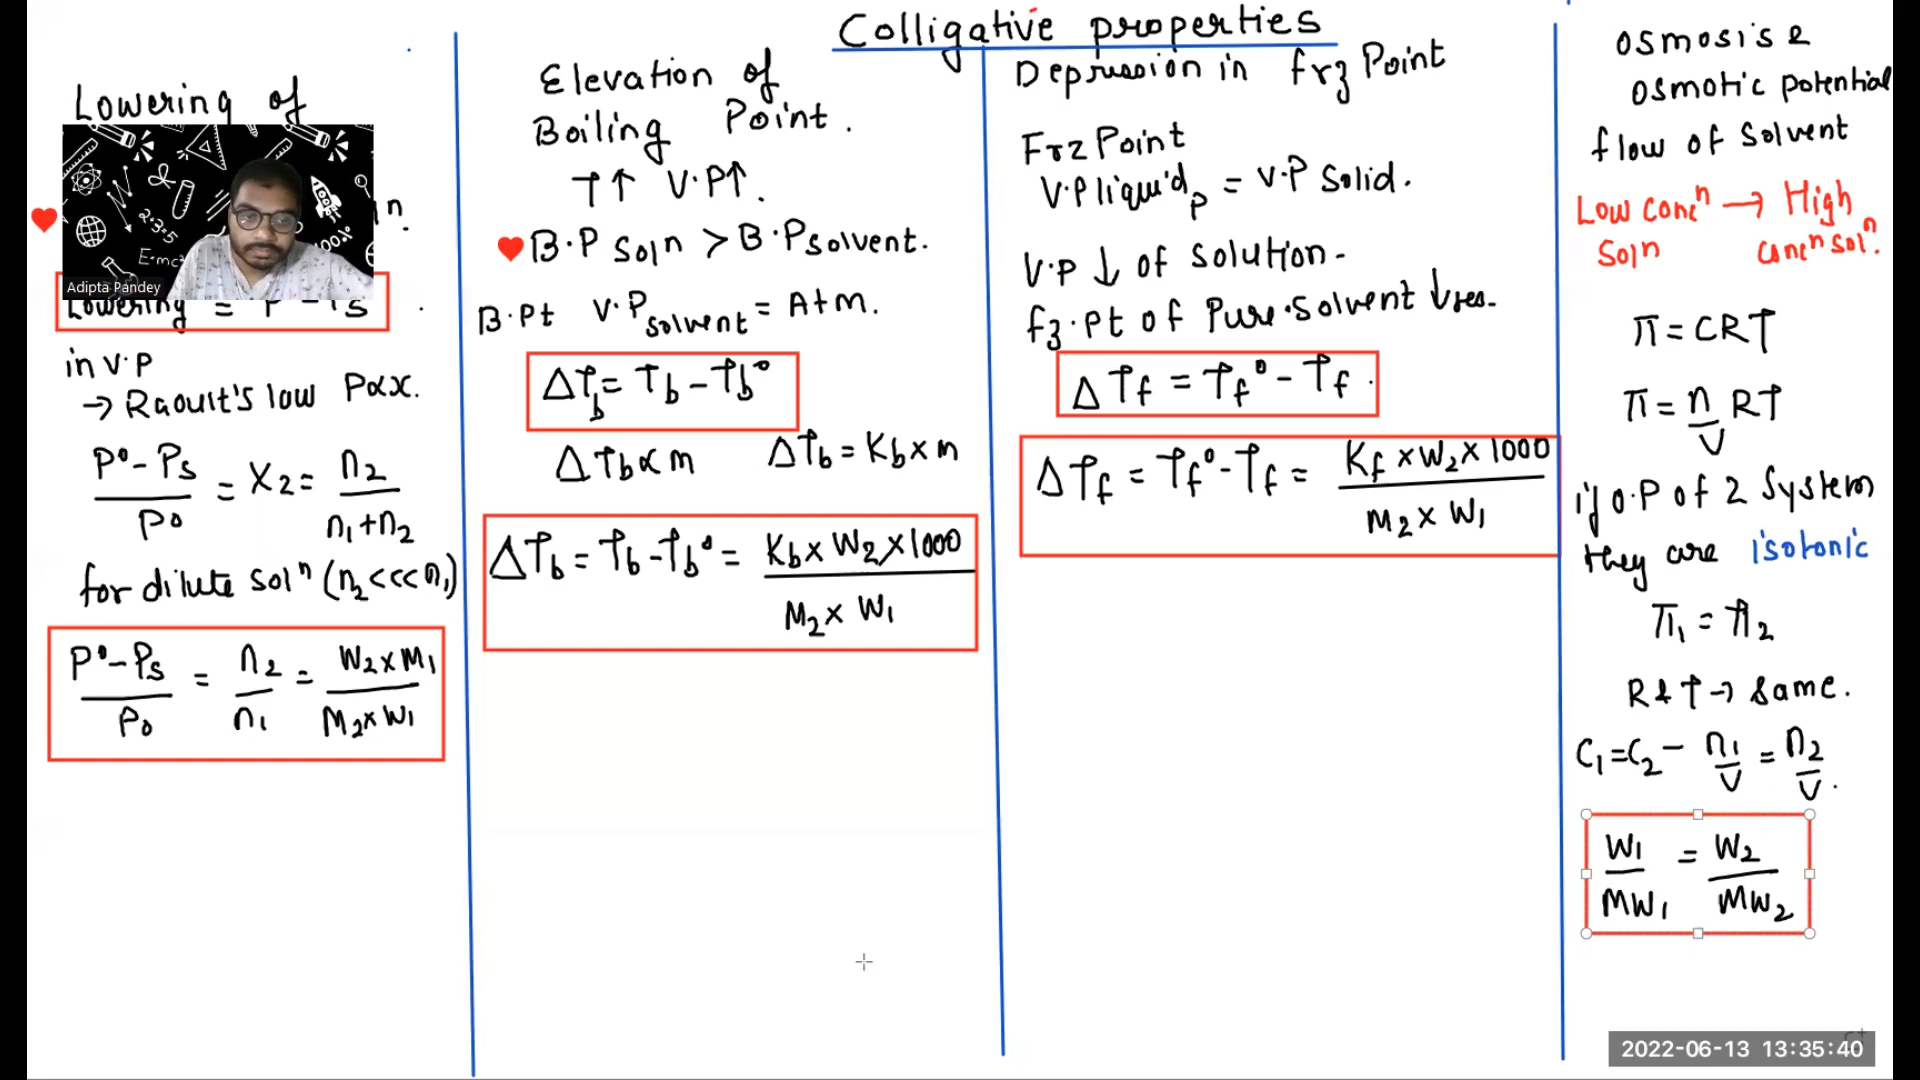 Colligative properties
Lowering of
n.
Adipta Pandey
Lowering = P° - Ps
in V.P
→ Raoult's low P∝x.
P° - Ps / P° = X2 = n2 / n1 + n2
for dilute solⁿ (n2 <<< n1)
P° - Ps / P0 = n2 / n1 = W2 x M1 / M2 x W1
Elevation of
Boiling Point.
T↑ V.P↑.
B.P Soln > B.P solvent.
B.Pt V.P solvent = Atm.
ΔTb = Tb - Tb°
ΔTb ∝ m ΔTb = Kb x m
ΔTb = Tb - Tb° = Kb x W2 x 1000 / M2 x W1
Depression in frz Point
Frz Point
V.P liquid p = V.P Solid.
V.P ↓ of solution.
fz.pt of Pure.solvent ↓ses.
ΔTf = Tf° - Tf.
ΔTf = Tf° - Tf = Kf x W2 x 1000 / M2 x W1
Osmosis &
Osmotic potential
flow of Solvent
Low concⁿ → High
Soln concⁿ solⁿ.
π = CRT
π = n/V RT
if O.P of 2 System
they are isotonic
π1 = π2
R & T → Same.
C1 = C2 - n1/V = n2/V.
W1 / MW1 = W2 / MW2
2022-06-13 13:35:40